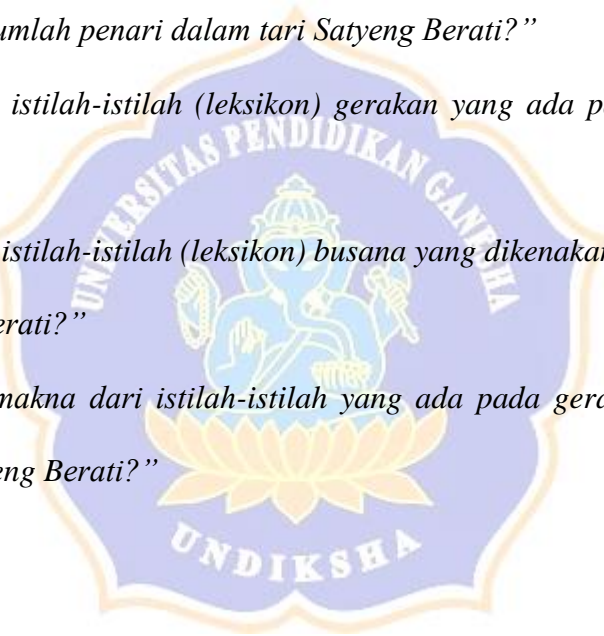 umlah penari dalam tari Satyeng Berati?”
istilah-istilah (leksikon) gerakan yang ada p
UNIVERSITAS PENDIDIKAN GANESHA
istilah-istilah (leksikon) busana yang dikenakan
erati?”
makna dari istilah-istilah yang ada pada gera
eng Berati?”
UNDIKSHA